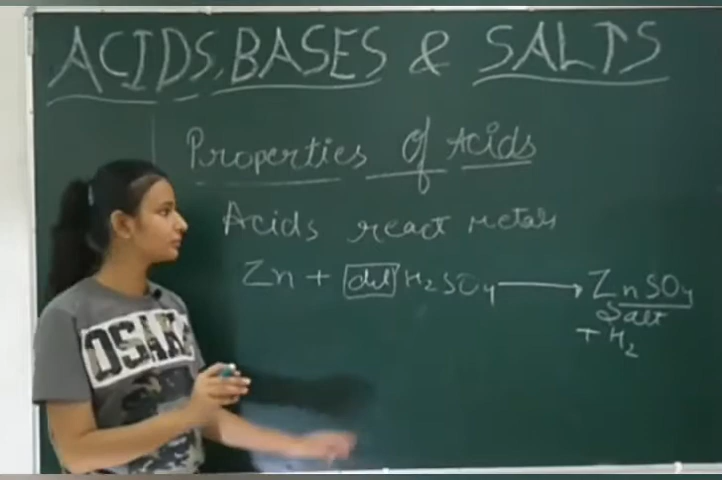 ACIDS, BASES & SALTS
Properties of Acids
Acids react Metals
Zn + dil H2SO4 → ZnSO4
Salt
+ H2
OSAKA